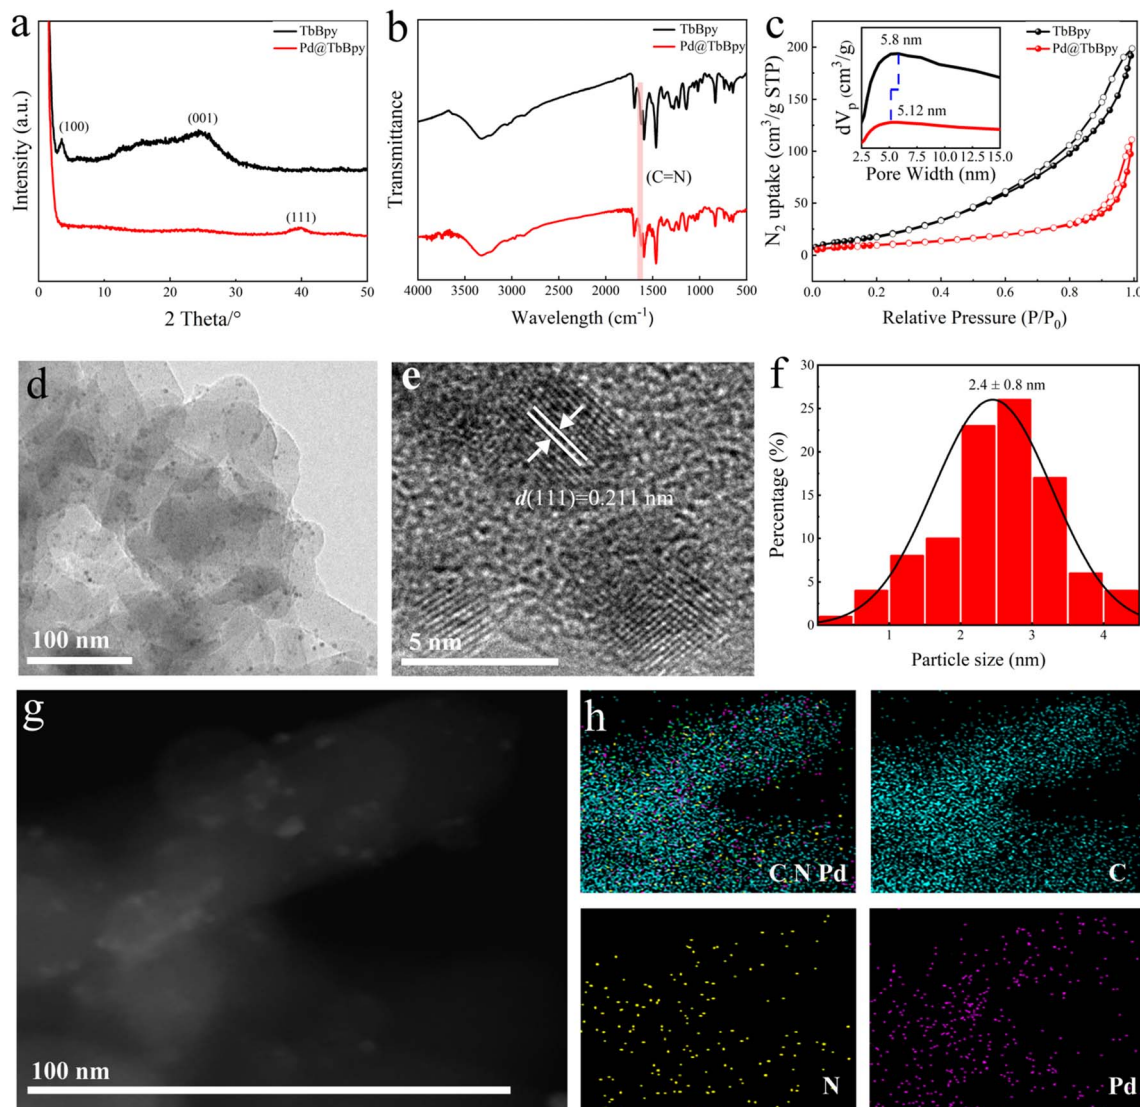 a
TbBpy
Pd@TbBpy
(100)
(001)
(111)
Intensity (a.u.)
0 10 20 30 40 50
2 Theta/°
b
TbBpy
Pd@TbBpy
(C=N)
Transmittance
4000 3500 3000 2500 2000 1500 1000 500
Wavelength (cm⁻¹)
c
TbBpy
Pd@TbBpy
5.8 nm
5.12 nm
dVₚ (cm³/g)
2.5 5.0 7.5 10.0 12.5 15.0
Pore Width (nm)
200
150
100
50
0
N₂ uptake (cm³/g STP)
0.0 0.2 0.4 0.6 0.8 1.0
Relative Pressure (P/P₀)
d
100 nm
e
d(111)=0.211 nm
5 nm
f
2.4 ± 0.8 nm
30
25
20
15
10
5
0
Percentage (%)
1 2 3 4
Particle size (nm)
g
100 nm
h
C N Pd
C
N
Pd